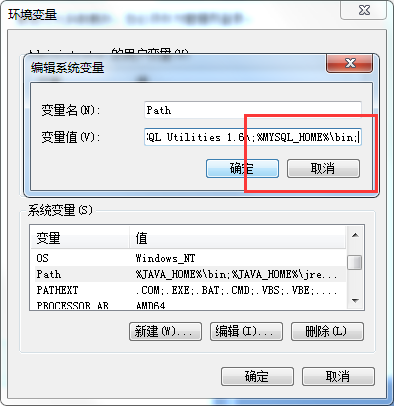 环境变量
Administrator 的用户变量(U)
编辑系统变量
变量名(N):
Path
变量值(V):
QL Utilities 1.6\;%MYSQL_HOME%\bin;
确定
取消
系统变量(S)
变量 值
OS Windows_NT
Path %JAVA_HOME%\bin;%JAVA_HOME%\jre...
PATHEXT .COM;.EXE;.BAT;.CMD;.VBS;.VBE;....
PROCESSOR_AR AMD64
新建(W)...
编辑(I)...
删除(L)
确定
取消